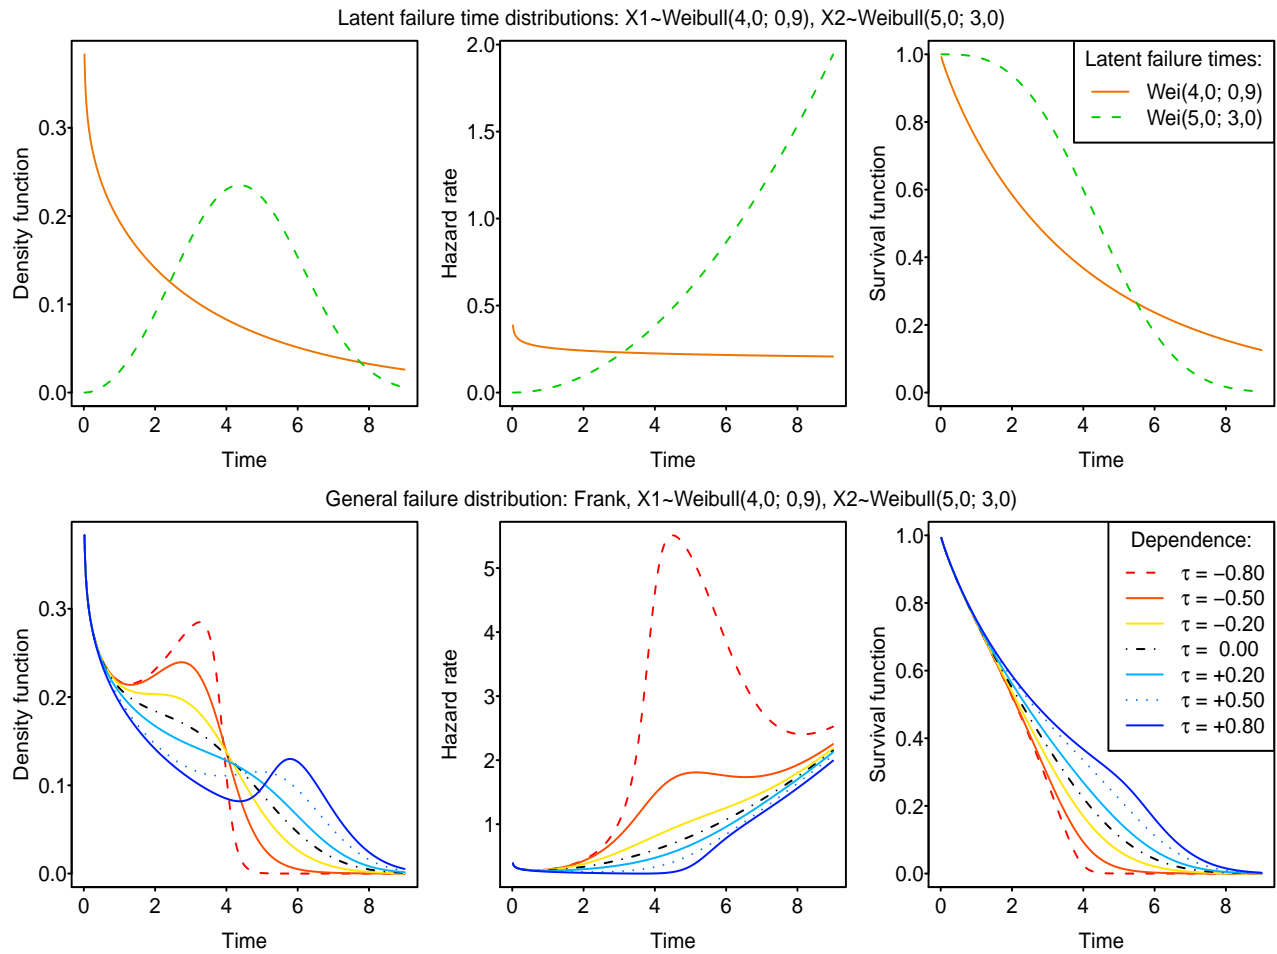 Latent failure time distributions: X1~Weibull(4,0; 0,9), X2~Weibull(5,0; 3,0)
Density function
0.0
0.1
0.2
0.3
0 2 4 6 8
Time
Hazard rate
0.0
0.5
1.0
1.5
2.0
0 2 4 6 8
Time
Survival function
0.0
0.2
0.4
0.6
0.8
1.0
0 2 4 6 8
Time
Latent failure times:
Wei(4,0; 0,9)
Wei(5,0; 3,0)
General failure distribution: Frank, X1~Weibull(4,0; 0,9), X2~Weibull(5,0; 3,0)
Density function
0.0
0.1
0.2
0.3
0 2 4 6 8
Time
Hazard rate
1
2
3
4
5
0 2 4 6 8
Time
Survival function
0.0
0.2
0.4
0.6
0.8
1.0
0 2 4 6 8
Time
Dependence:
τ = −0.80
τ = −0.50
τ = −0.20
τ = 0.00
τ = +0.20
τ = +0.50
τ = +0.80